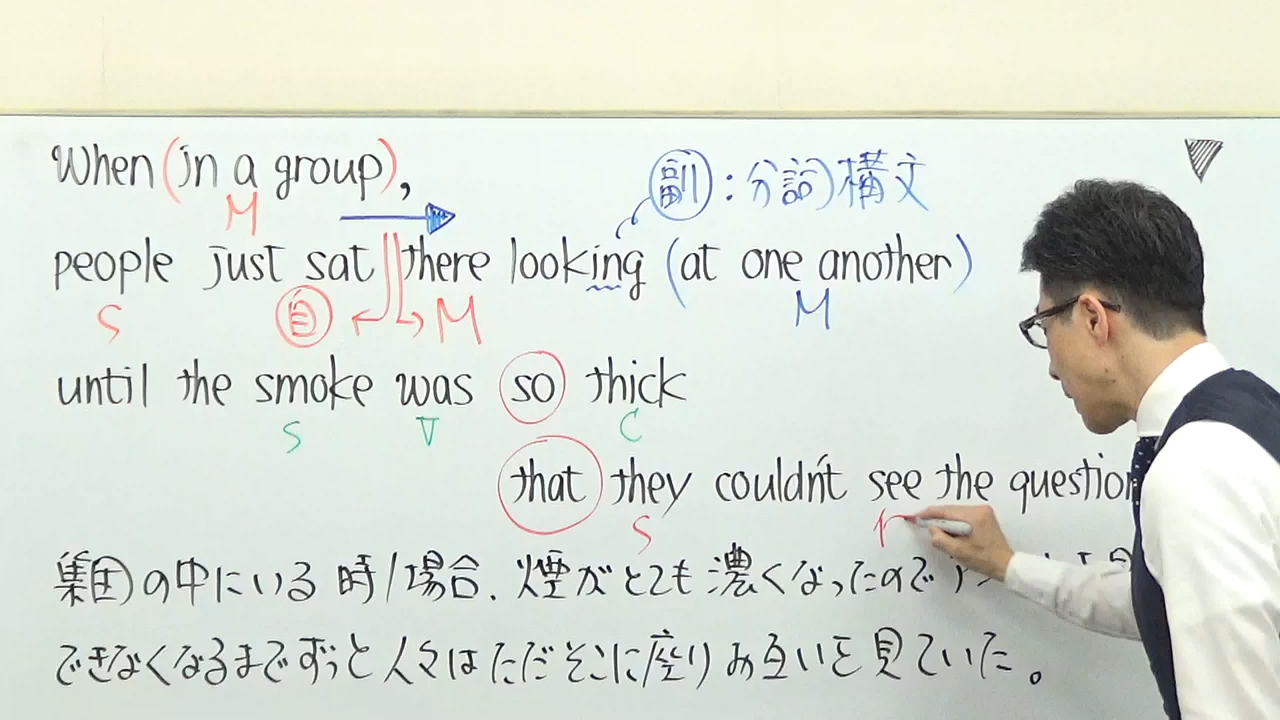 When (in a group),
M
副 : 分詞構文
people just sat there looking (at one another)
S 自 M M
until the smoke was so thick
S V C
that they couldn't see the question
S
集団の中にいる時/場合、煙がとても濃くなったので
できなくなるまでずっと人々はただそこに座りお互いを見ていた。